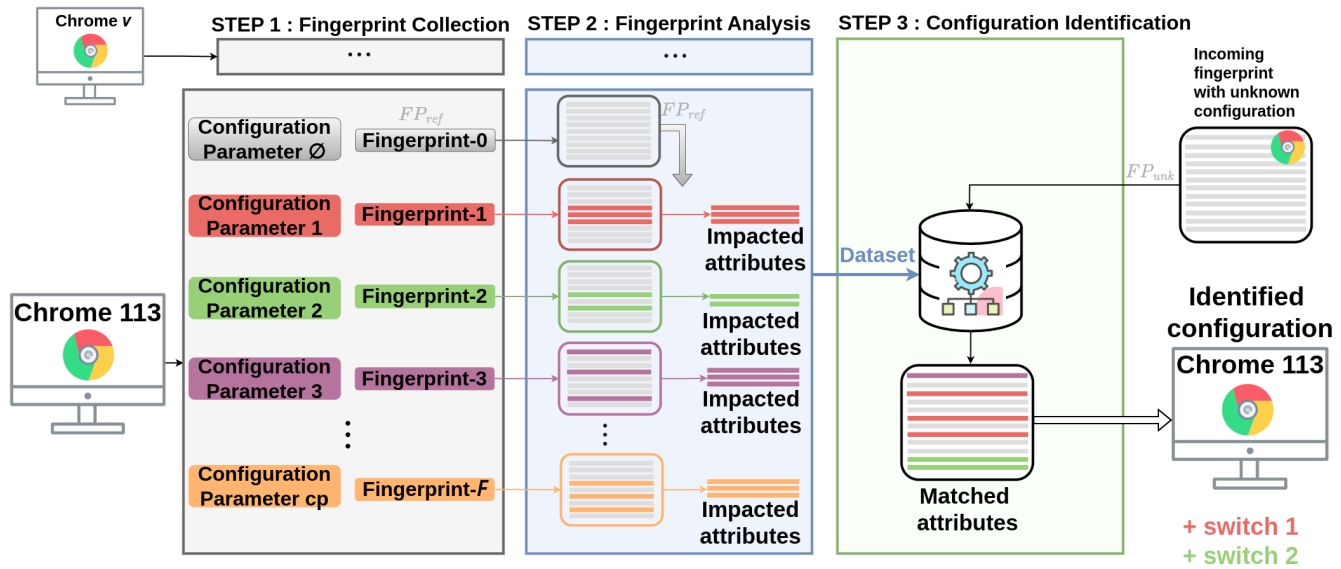 Chrome v
STEP 1 : Fingerprint Collection
...
STEP 2 : Fingerprint Analysis
...
STEP 3 : Configuration Identification
Incoming
fingerprint
with unknown
configuration
FP_unk
Chrome 113
FP_ref
Configuration
Parameter Ø
Fingerprint-0
FP_ref
Configuration
Parameter 1
Fingerprint-1
Impacted
attributes
Configuration
Parameter 2
Fingerprint-2
Impacted
attributes
Configuration
Parameter 3
Fingerprint-3
Impacted
attributes
Configuration
Parameter cp
Fingerprint-F
Impacted
attributes
Dataset
Matched
attributes
Identified
configuration
Chrome 113
+ switch 1
+ switch 2